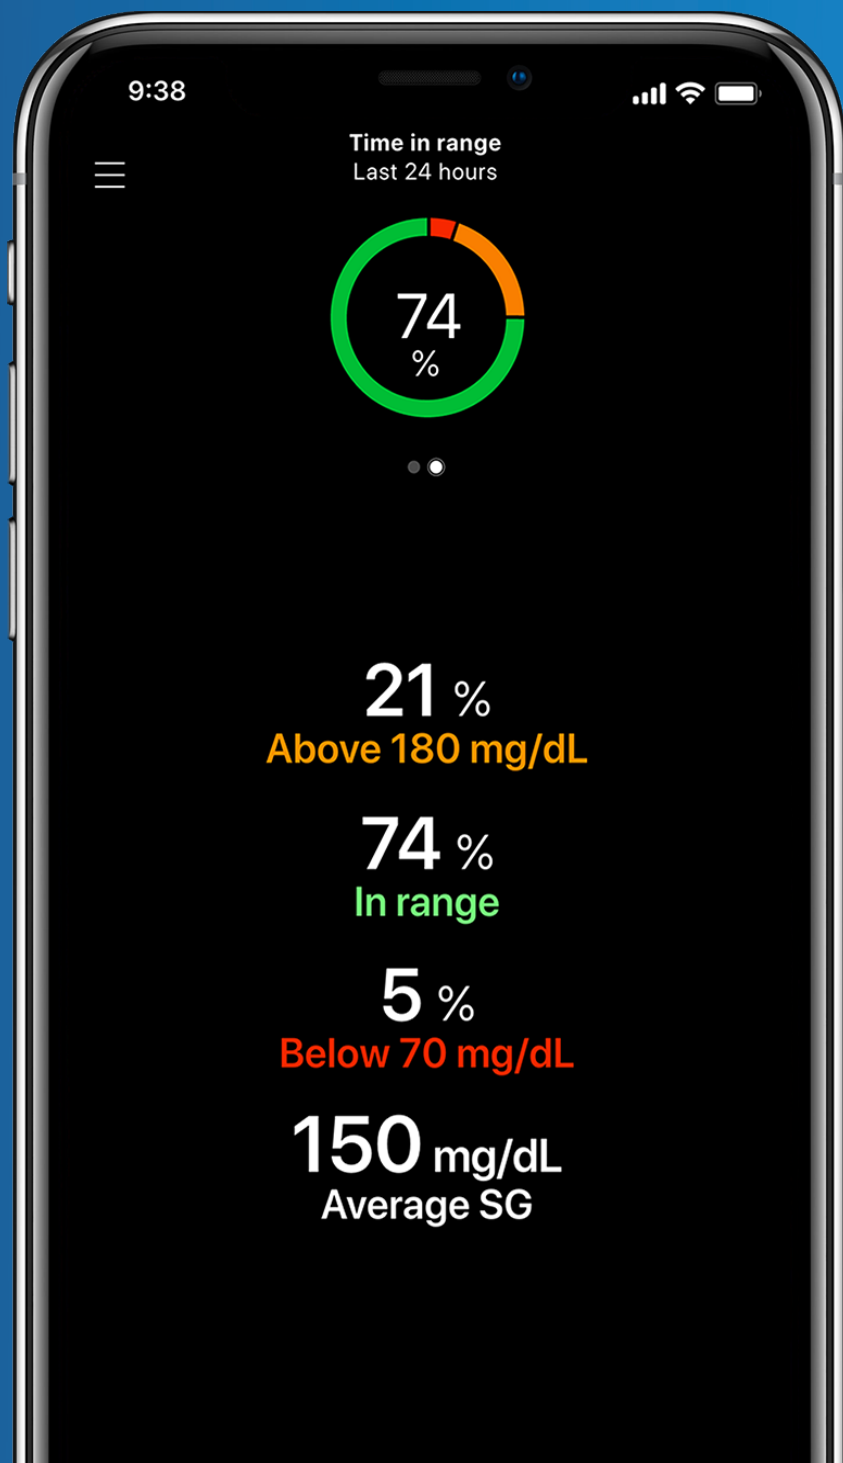 9:38
Time in range
Last 24 hours
74
%
21 %
Above 180 mg/dL
74 %
In range
5 %
Below 70 mg/dL
150 mg/dL
Average SG